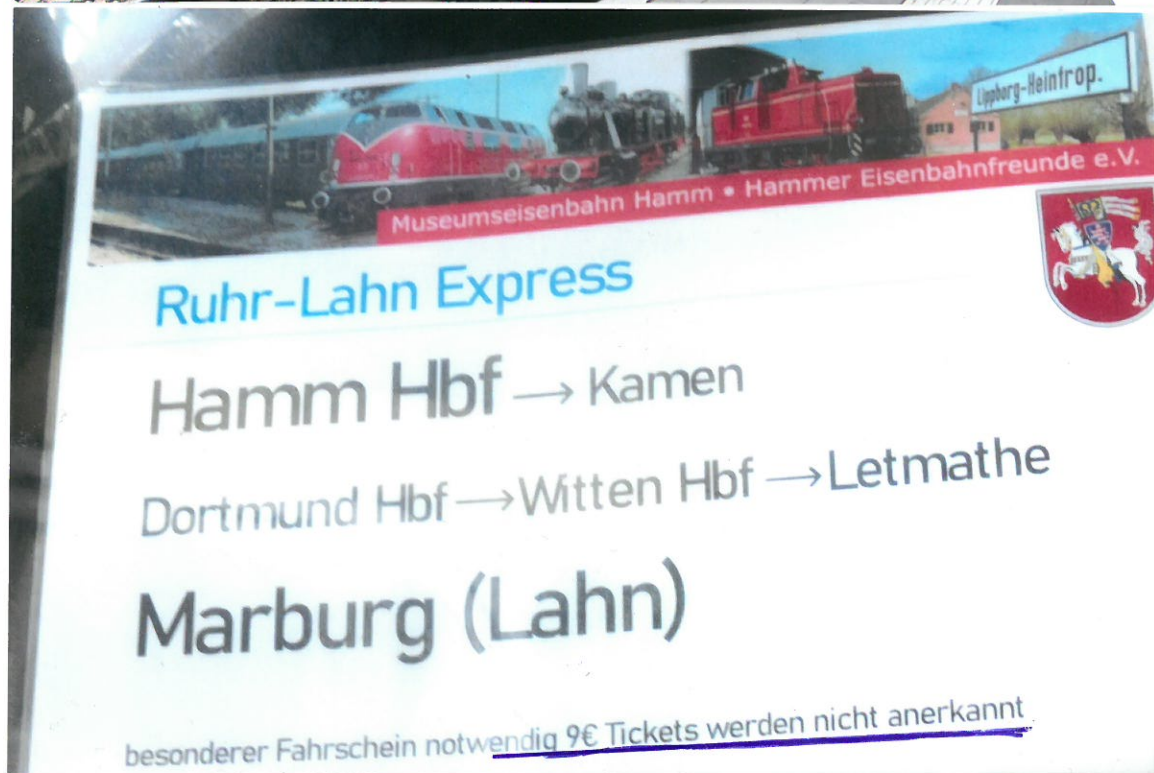 Lippborg-Heintrop.
Museumseisenbahn Hamm • Hammer Eisenbahnfreunde e.V.
Ruhr-Lahn Express
Hamm Hbf → Kamen
Dortmund Hbf → Witten Hbf → Letmathe
Marburg (Lahn)
besonderer Fahrschein notwendig 9€ Tickets werden nicht anerkannt